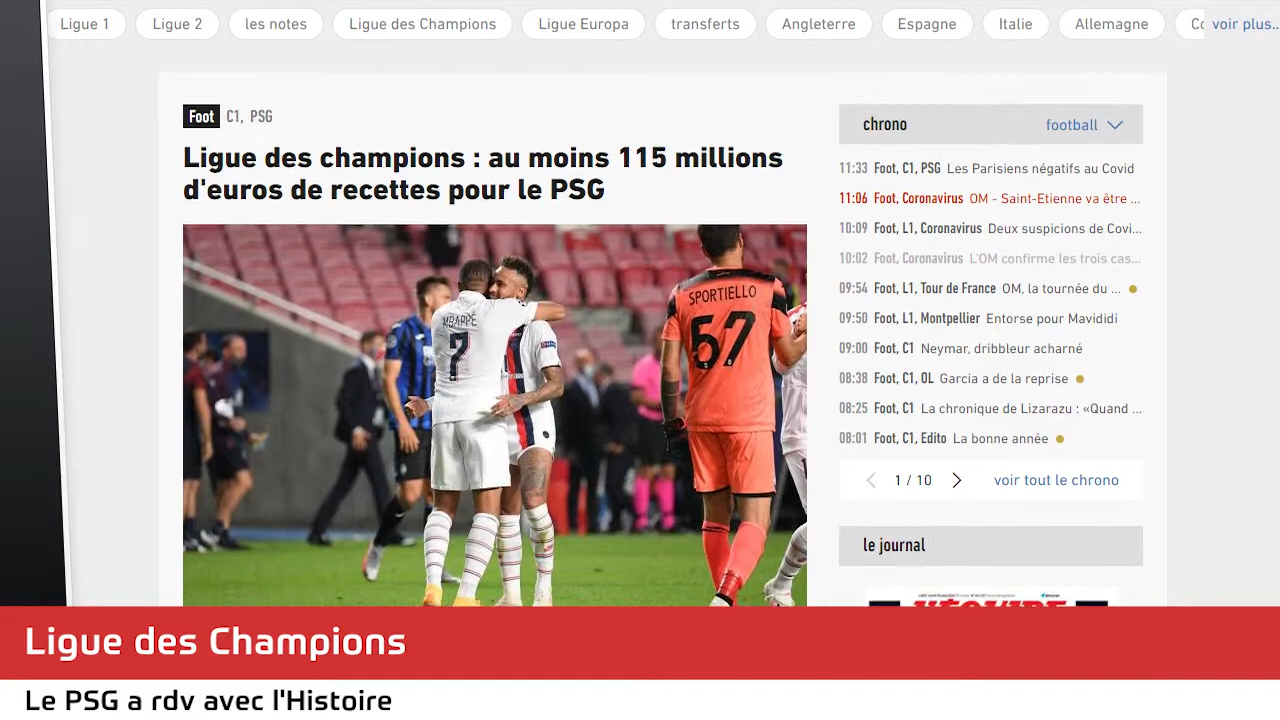 Ligue 1 Ligue 2 les notes Ligue des Champions Ligue Europa transferts Angleterre Espagne Italie Allemagne voir plus...
Foot C1, PSG
Ligue des champions : au moins 115 millions
d'euros de recettes pour le PSG
MBAPPÉ
7
SPORTIELLO
57
chrono football
11:33 Foot, C1, PSG Les Parisiens négatifs au Covid
11:06 Foot, Coronavirus OM - Saint-Etienne va être ...
10:09 Foot, L1, Coronavirus Deux suspicions de Covi...
10:02 Foot, Coronavirus L'OM confirme les trois cas...
09:54 Foot, L1, Tour de France OM, la tournée du ...
09:50 Foot, L1, Montpellier Entorse pour Mavididi
09:00 Foot, C1 Neymar, dribbleur acharné
08:38 Foot, C1, OL Garcia a de la reprise
08:25 Foot, C1 La chronique de Lizarazu : «Quand ...
08:01 Foot, C1, Edito La bonne année
1 / 10 voir tout le chrono
le journal
L'ÉQUIPE
Ligue des Champions
Le PSG a rdv avec l'Histoire